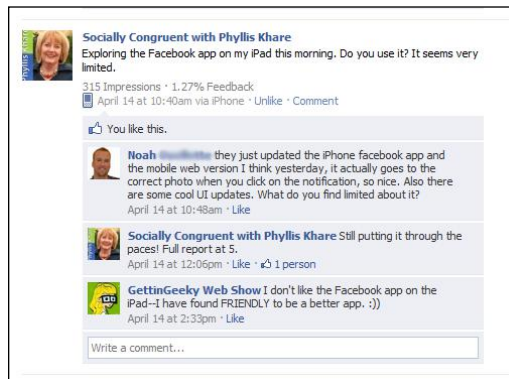 Socially Congruent with Phyllis Khare
Exploring the Facebook app on my iPad this morning. Do you use it? It seems very
limited.
315 Impressions · 1.27% Feedback
April 14 at 10:40am via iPhone · Unlike · Comment
You like this.
Noah they just updated the iPhone facebook app and
the mobile web version I think yesterday, it actually goes to the
correct photo when you click on the notification, so nice. Also there
are some cool UI updates. What do you find limited about it?
April 14 at 10:48am · Like
Socially Congruent with Phyllis Khare Still putting it through the
paces! Full report at 5.
April 14 at 12:06pm · Like · 1 person
GettinGeeky Web Show I don't like the Facebook app on the
iPad--I have found FRIENDLY to be a better app. :))
April 14 at 2:33pm · Like
Write a comment...